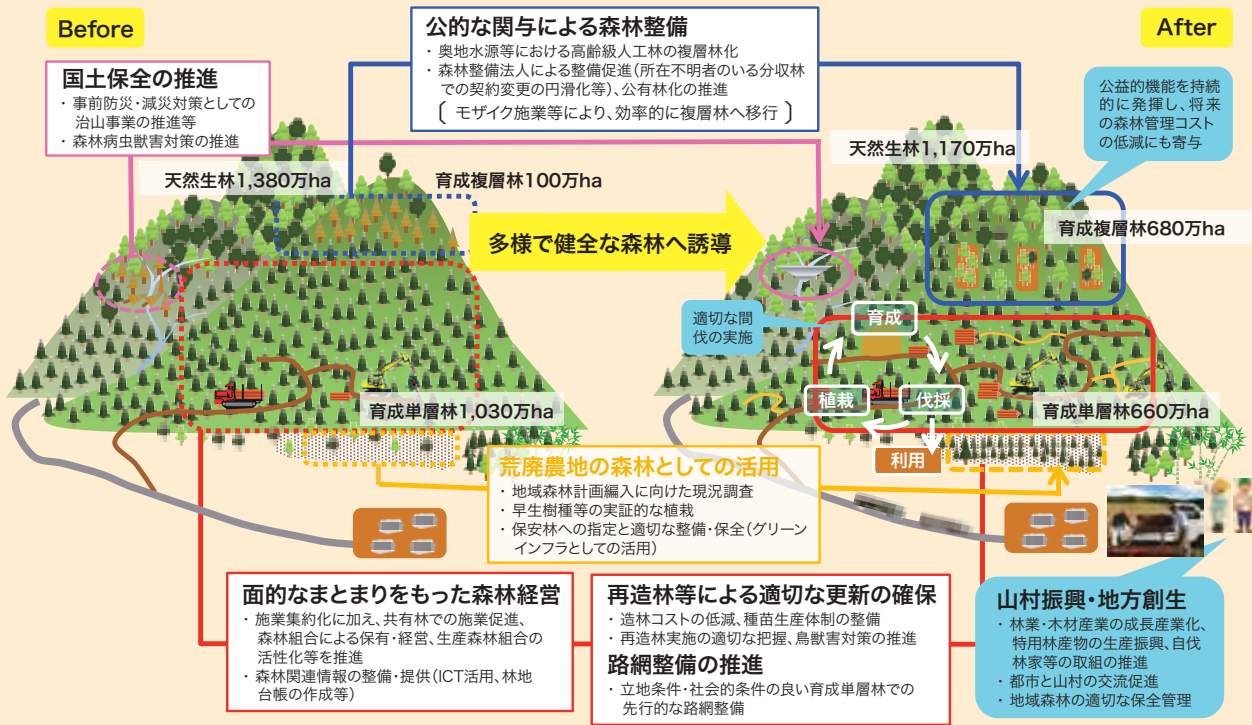 Before
After
公的な関与による森林整備
・奥地水源等における高齢級人工林の複層林化
・森林整備法人による整備促進(所在不明者のいる分収林
での契約変更の円滑化等)、公有林化の推進
〔 モザイク施業等により、効率的に複層林へ移行 〕
国土保全の推進
・事前防災・減災対策としての
治山事業の推進等
・森林病虫獣害対策の推進
公益的機能を持続
的に発揮し、将来
の森林管理コスト
の低減にも寄与
天然生林1,380万ha
育成複層林100万ha
天然生林1,170万ha
育成複層林680万ha
多様で健全な森林へ誘導
適切な間
伐の実施
育成
植栽
伐採
利用
育成単層林1,030万ha
育成単層林660万ha
荒廃農地の森林としての活用
・地域森林計画編入に向けた現況調査
・早生樹種等の実証的な植栽
・保安林への指定と適切な整備・保全(グリーン
インフラとしての活用)
面的なまとまりをもった森林経営
・施業集約化に加え、共有林での施業促進、
森林組合による保有・経営、生産森林組合の
活性化等を推進
・森林関連情報の整備・提供(ICT活用、林地
台帳の作成等)
再造林等による適切な更新の確保
・造林コストの低減、種苗生産体制の整備
・再造林実施の適切な把握、鳥獣害対策の推進
路網整備の推進
・立地条件・社会的条件の良い育成単層林での
先行的な路網整備
山村振興・地方創生
・林業・木材産業の成長産業化、
特用林産物の生産振興、自伐
林家等の取組の推進
・都市と山村の交流促進
・地域森林の適切な保全管理